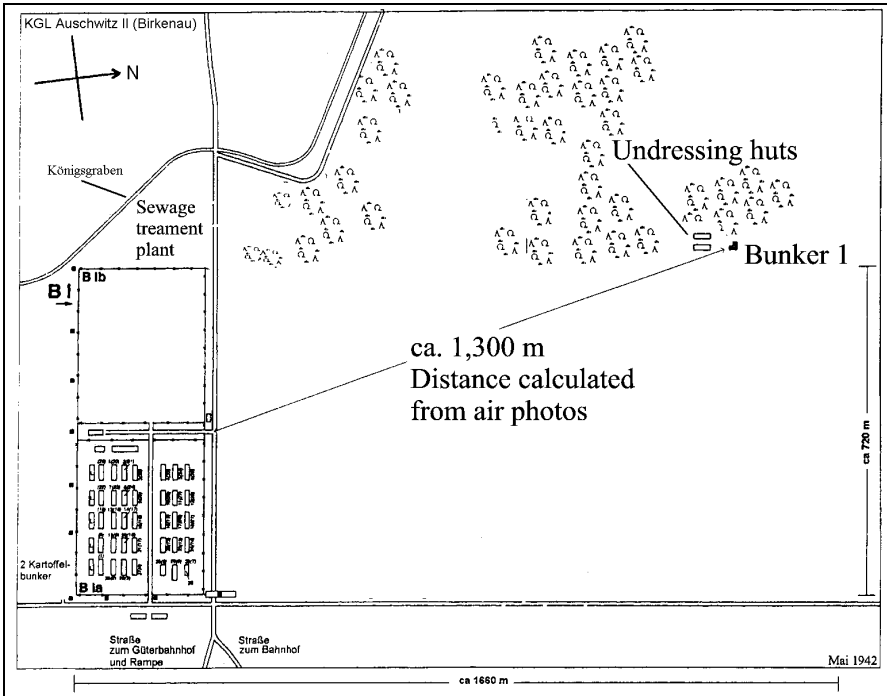 KGL Auschwitz II (Birkenau)
N
Königsgraben
Sewage
treament
plant
Undressing huts
Bunker 1
B Ib
B I
ca. 1,300 m
Distance calculated
from air photos
ca 720 m
2 Kartoffel-
bunker
B Ia
Straße
zum Güterbahnhof
und Rampe
Straße
zum Bahnhof
Mai 1942
ca 1660 m